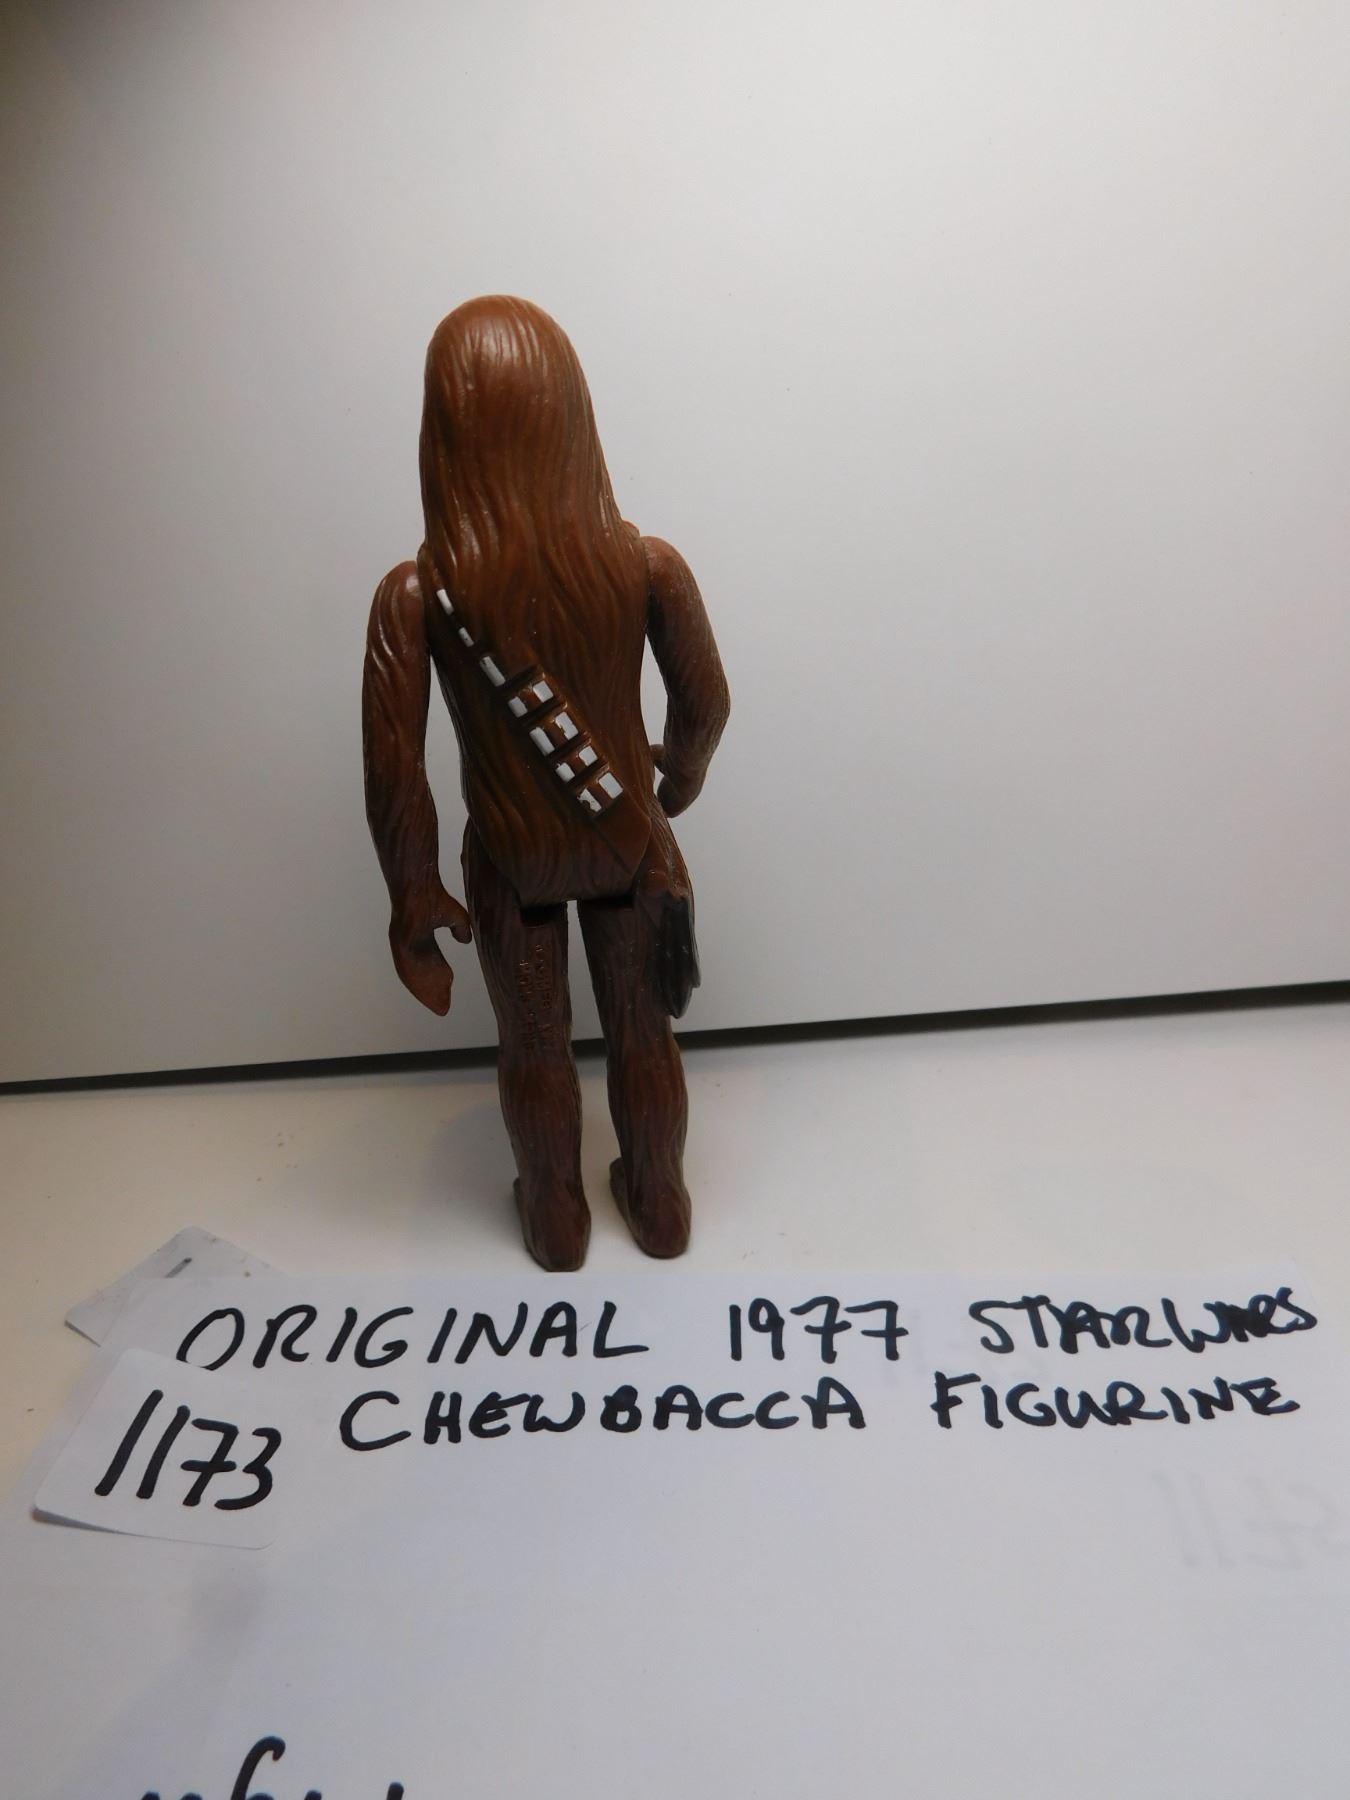 ORIGINAL 1977 STARWARS
CHEWBACCA FIGURINE
1173